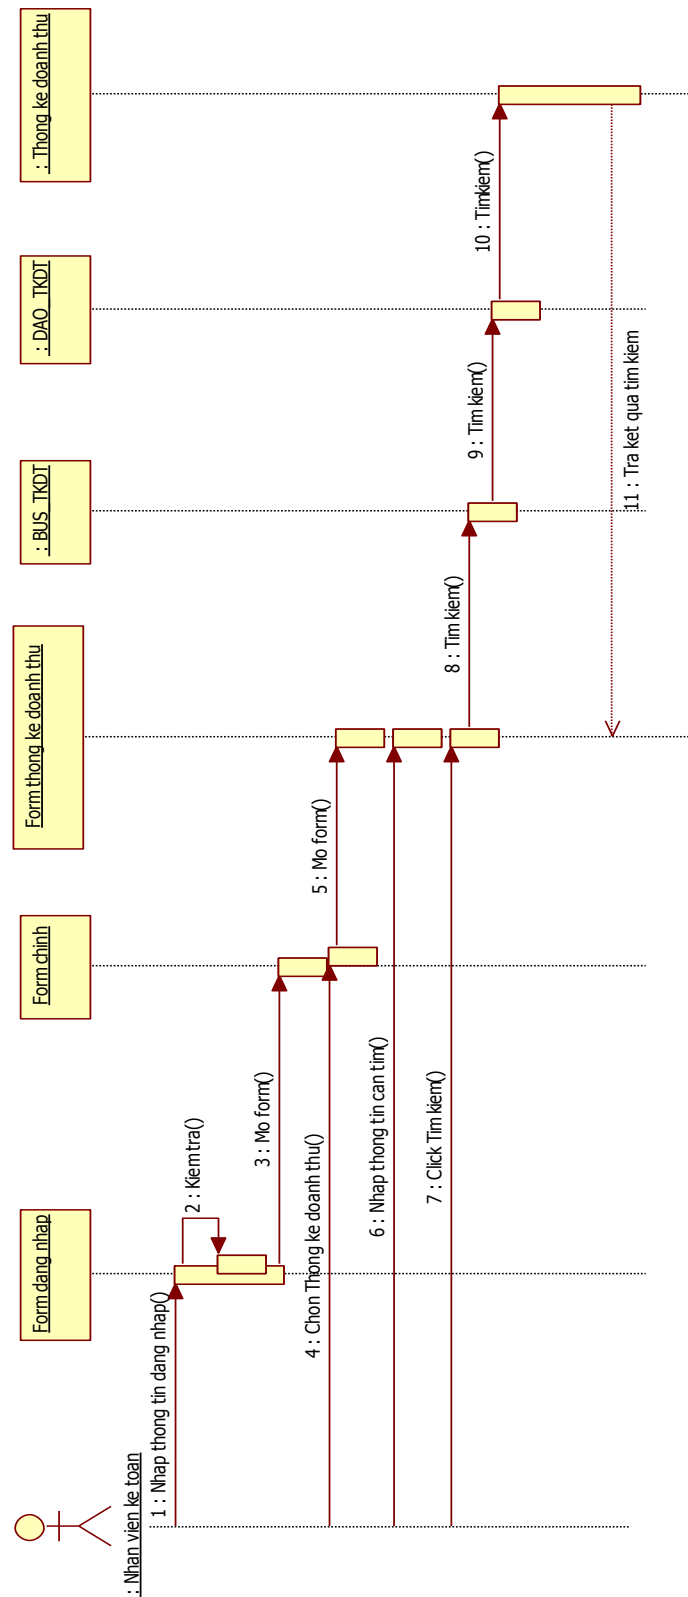 : Nhan vien ke toan
Form dang nhap
Form chinh
Form thong ke doanh thu
: BUS_TKDT
: DAO_TKDT
: Thong ke doanh thu
1 : Nhap thong tin dang nhap()
2 : Kiem tra()
3 : Mo form()
4 : Chon Thong ke doanh thu()
5 : Mo form()
6 : Nhap thong tin can tim()
7 : Click Tim kiem()
8 : Tim kiem()
9 : Tim kiem()
10 : Timkiem()
11 : Tra ket qua tim kiem